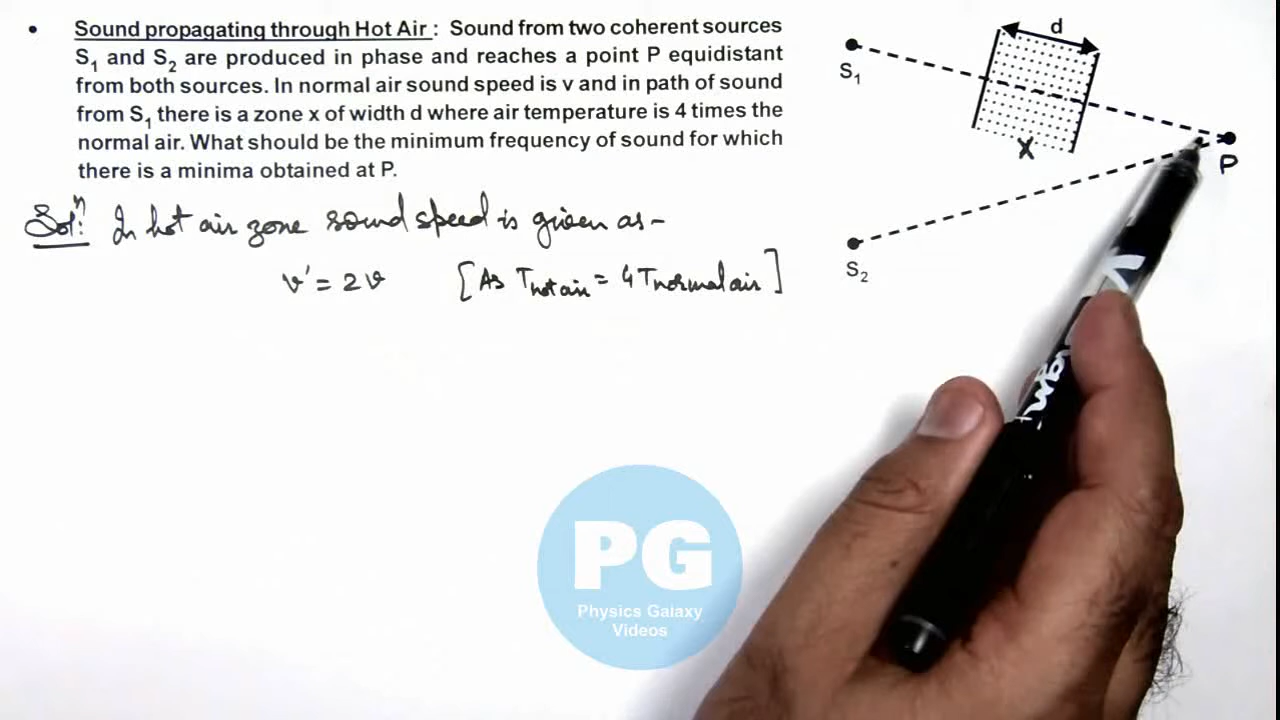 • Sound propagating through Hot Air : Sound from two coherent sources
S₁ and S₂ are produced in phase and reaches a point P equidistant
from both sources. In normal air sound speed is v and in path of sound
from S₁ there is a zone x of width d where air temperature is 4 times the
normal air. What should be the minimum frequency of sound for which
there is a minima obtained at P.
d
S₁
X
P
S₂
Solⁿ: In hot air zone sound speed is given as—
v' = 2v [As T hot air = 4 T normal air]
PG
Physics Galaxy
Videos